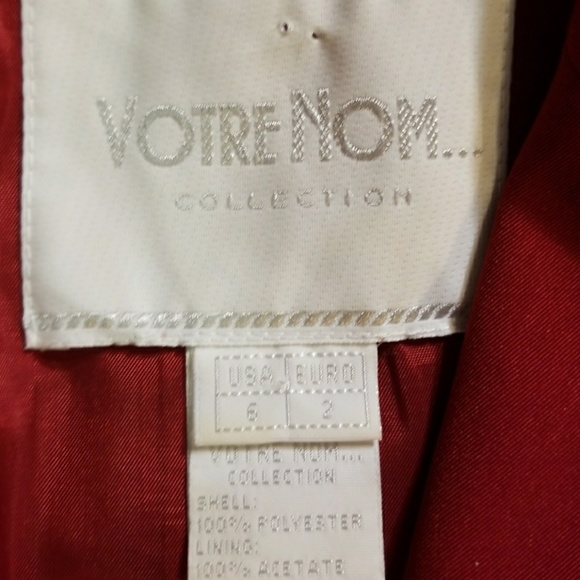 VOTRE NOM...
COLLECTION
USA EURO
6 2
VOTRE NOM...
COLLECTION
SHELL:
100% POLYESTER
LINING:
100% ACETATE